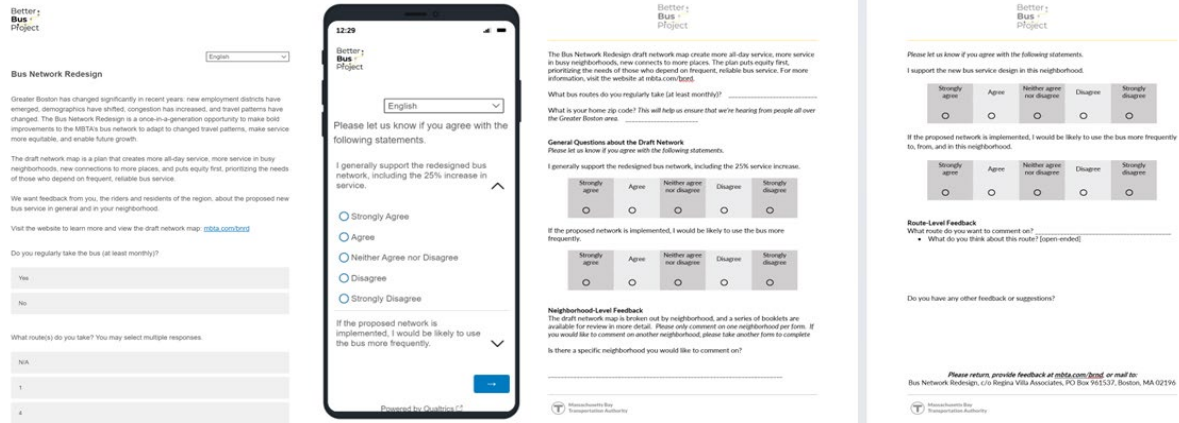 Better
Bus
Project
English
Bus Network Redesign
Greater Boston has changed significantly in recent years: new employment districts have
emerged, demographics have shifted, congestion has increased, and travel patterns have
changed. The Bus Network Redesign is a once-in-a-generation opportunity to make bold
improvements to the MBTA's bus network to adapt to changed travel patterns, make service
more equitable, and enable future growth.
The draft network map is a plan that creates more all-day service, more service in busy
neighborhoods, new connections to more places, and puts equity first, prioritizing the needs
of those who depend on frequent, reliable bus service.
We want feedback from you, the riders and residents of the region, about the proposed new
bus service in general and in your neighborhood.
Visit the website to learn more and view the draft network map: mbta.com/bnrd
Do you regularly take the bus (at least monthly)?
Yes
No
What route(s) do you take? You may select multiple responses.
N/A
1
4
12:29
Better
Bus
Project
English
Please let us know if you agree with the
following statements.
I generally support the redesigned bus
network, including the 25% increase in
service.
Strongly Agree
Agree
Neither Agree nor Disagree
Disagree
Strongly Disagree
If the proposed network is
implemented, I would be likely to use
the bus more frequently.
→
Powered by Qualtrics
Better
Bus
Project
The Bus Network Redesign draft network map create more all-day service, more service
in busy neighborhoods, new connects to more places. The plan puts equity first,
prioritizing the needs of those who depend on frequent, reliable bus service. For more
information, visit the website at mbta.com/bnrd.
What bus routes do you regularly take (at least monthly)?
What is your home zip code? This will help us ensure that we're hearing from people all over
the Greater Boston area.
General Questions about the Draft Network
Please let us know if you agree with the following statements.
I generally support the redesigned bus network, including the 25% service increase.
Strongly agree Agree Neither agree nor disagree Disagree Strongly disagree
If the proposed network is implemented, I would be likely to use the bus more
frequently.
Strongly agree Agree Neither agree nor disagree Disagree Strongly disagree
Neighborhood-Level Feedback
The draft network map is broken out by neighborhood, and a series of booklets are
available for review in more detail. Please only comment on one neighborhood per form. If
you would like to comment on another neighborhood, please take another form to complete
Is there a specific neighborhood you would like to comment on?
Massachusetts Bay
Transportation Authority
Better
Bus
Project
Please let us know if you agree with the following statements.
I support the new bus service design in this neighborhood.
Strongly agree Agree Neither agree nor disagree Disagree Strongly disagree
If the proposed network is implemented, I would be likely to use the bus more frequently
to, from, and in this neighborhood.
Strongly agree Agree Neither agree nor disagree Disagree Strongly disagree
Route-Level Feedback
What route do you want to comment on?
• What do you think about this route? [open-ended]
Do you have any other feedback or suggestions?
Please return, provide feedback at mbta.com/brnd, or mail to:
Bus Network Redesign, c/o Regina Villa Associates, PO Box 961537, Boston, MA 02196
Massachusetts Bay
Transportation Authority